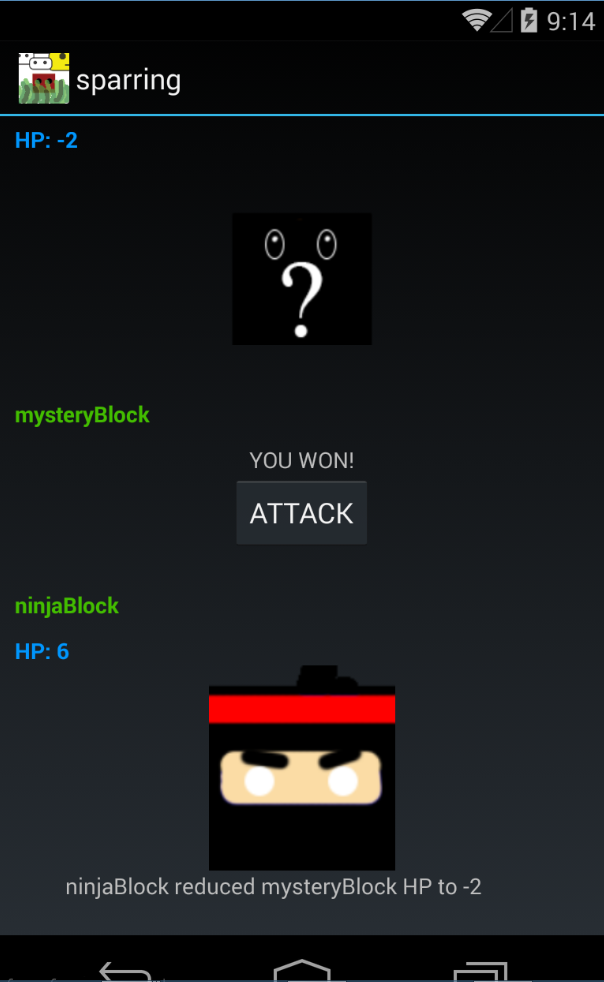 9:14
sparring
HP: -2
?
mysteryBlock
YOU WON!
ATTACK
ninjaBlock
HP: 6
ninjaBlock reduced mysteryBlock HP to -2